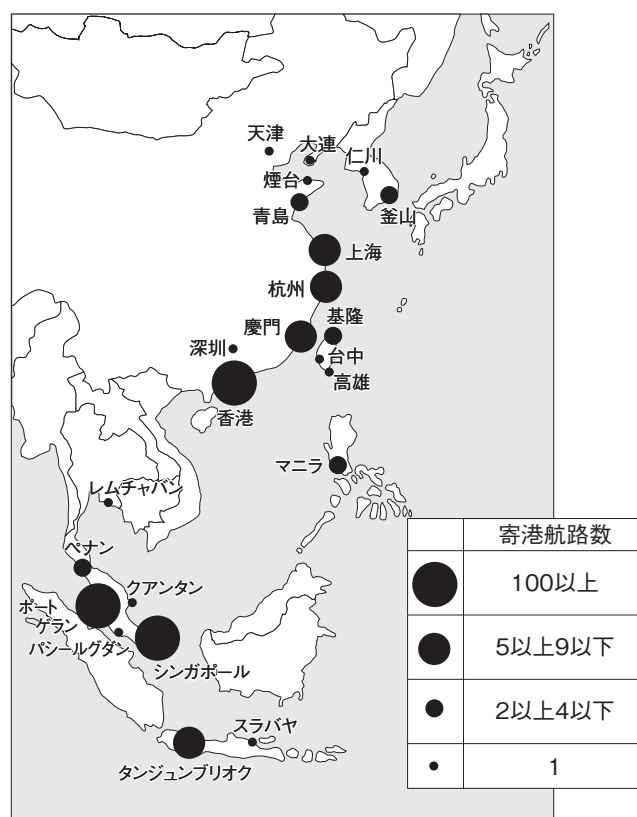 天津
大連
仁川
煙台
青島
釜山
上海
杭州
慶門
基隆
深圳
台中
高雄
香港
マニラ
レムチャバン
ペナン
クアンタン
ポート
ゲラン
パシールグダン
シンガポール
スラバヤ
タンジュンブリオク
寄港航路数
100以上
5以上9以下
2以上4以下
1